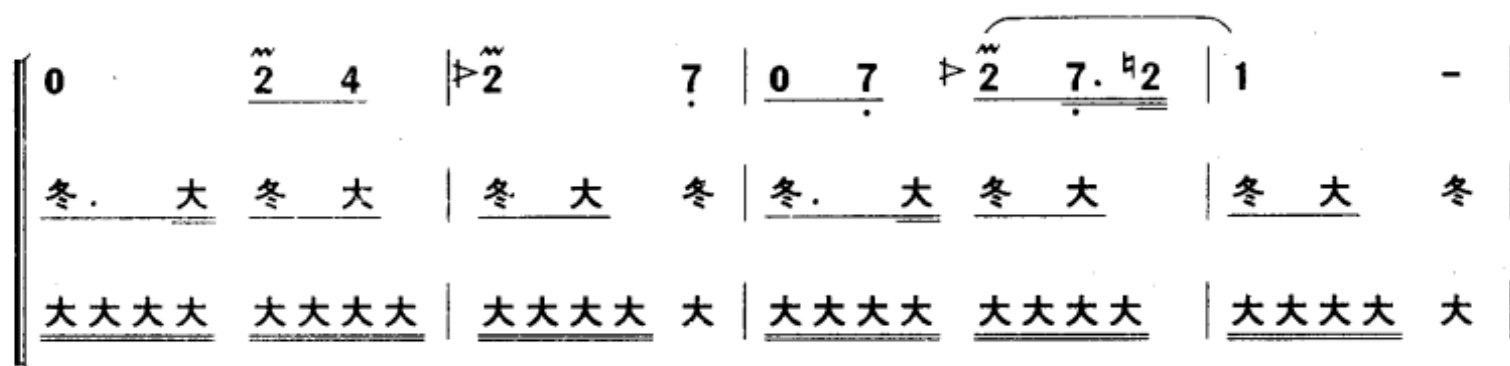 0 2 4 | 2 7 | 0 7 2 7. ♮2 | 1 - |
冬. 大 冬 大 | 冬 大 冬 | 冬. 大 冬 大 | 冬 大 冬
大大大大 大大大大 | 大大大大 大 | 大大大大 大大大大 | 大大大大 大